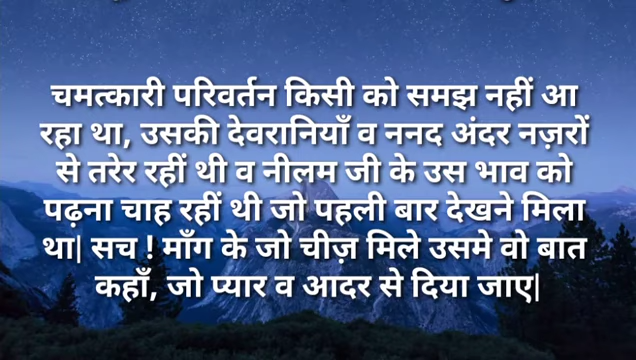 चमत्कारी परिवर्तन किसी को समझ नहीं आ
रहा था, उसकी देवरानियाँ व ननद अंदर नज़रों
से तरेर रहीं थी व नीलम जी के उस भाव को
पढ़ना चाह रहीं थी जो पहली बार देखने मिला
था| सच ! माँग के जो चीज़ मिले उसमे वो बात
कहाँ, जो प्यार व आदर से दिया जाए|